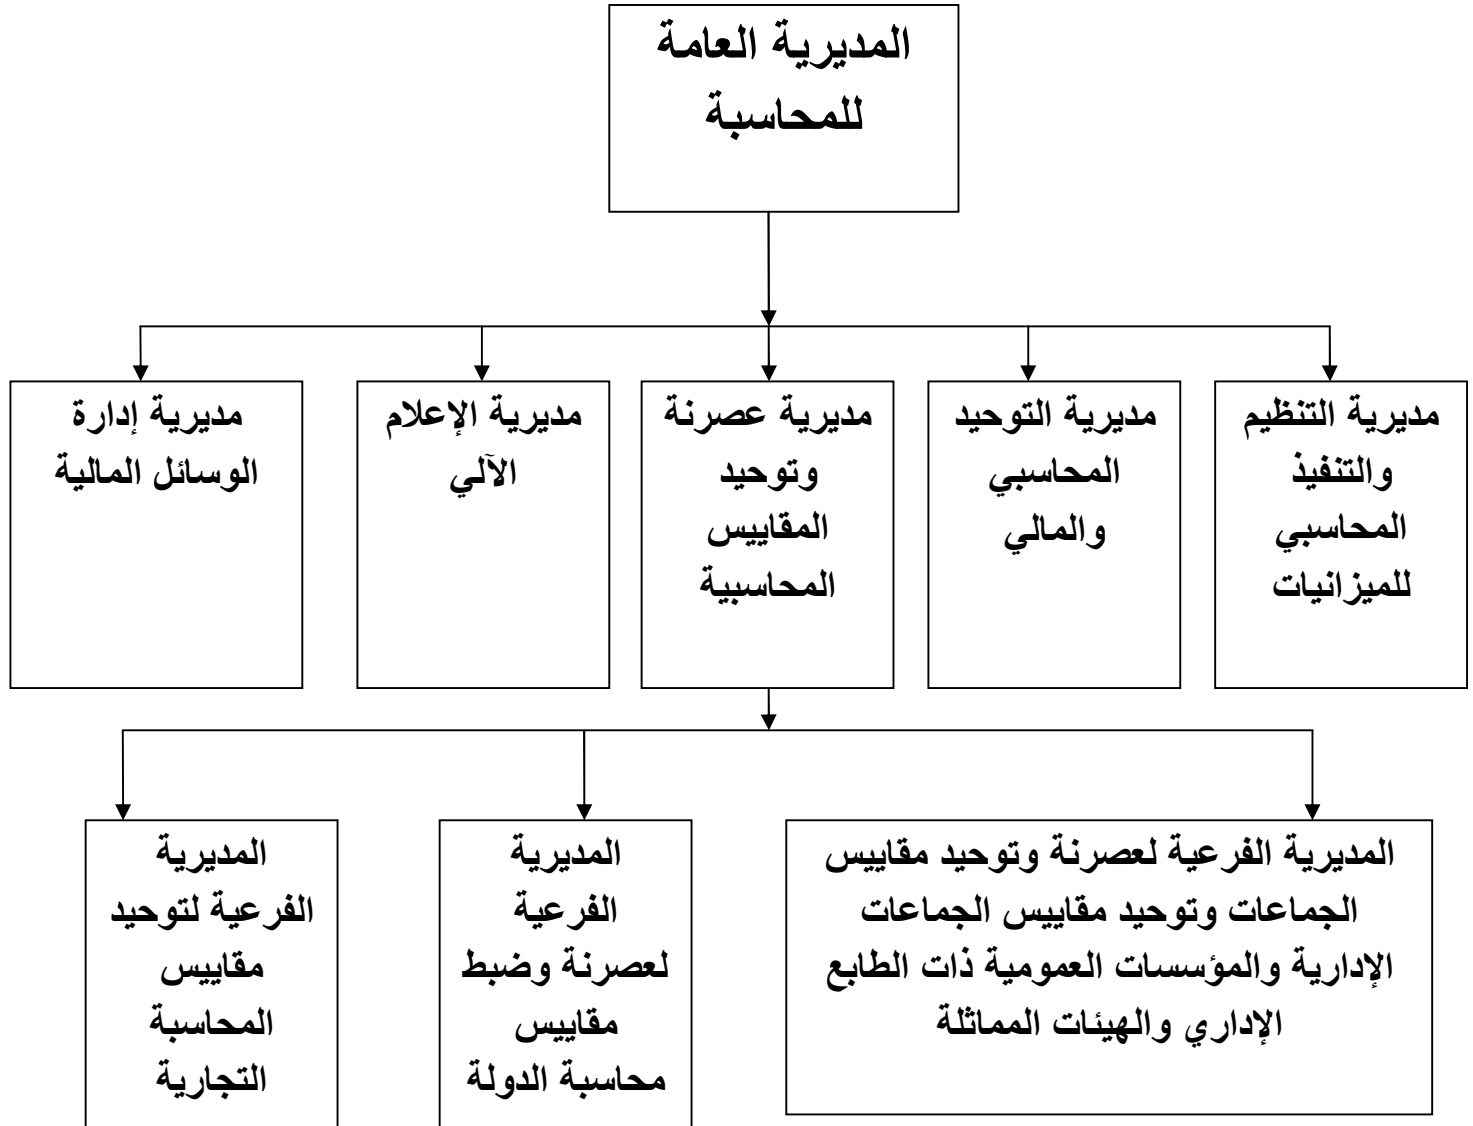 المديرية العامة
للمحاسبة
مديرية التنظيم
والتنفيذ
المحاسبي
للميزانيات
مديرية التوحيد
المحاسبي
والمالي
مديرية عصرنة
وتوحيد
المقاييس
المحاسبية
مديرية الإعلام
الآلي
مديرية إدارة
الوسائل المالية
المديرية الفرعية لعصرنة وتوحيد مقاييس
الجماعات وتوحيد مقاييس الجماعات
الإدارية والمؤسسات العمومية ذات الطابع
الإداري والهيئات المماثلة
المديرية
الفرعية
لعصرنة وضبط
مقاييس
محاسبة الدولة
المديرية
الفرعية لتوحيد
مقاييس
المحاسبة
التجارية